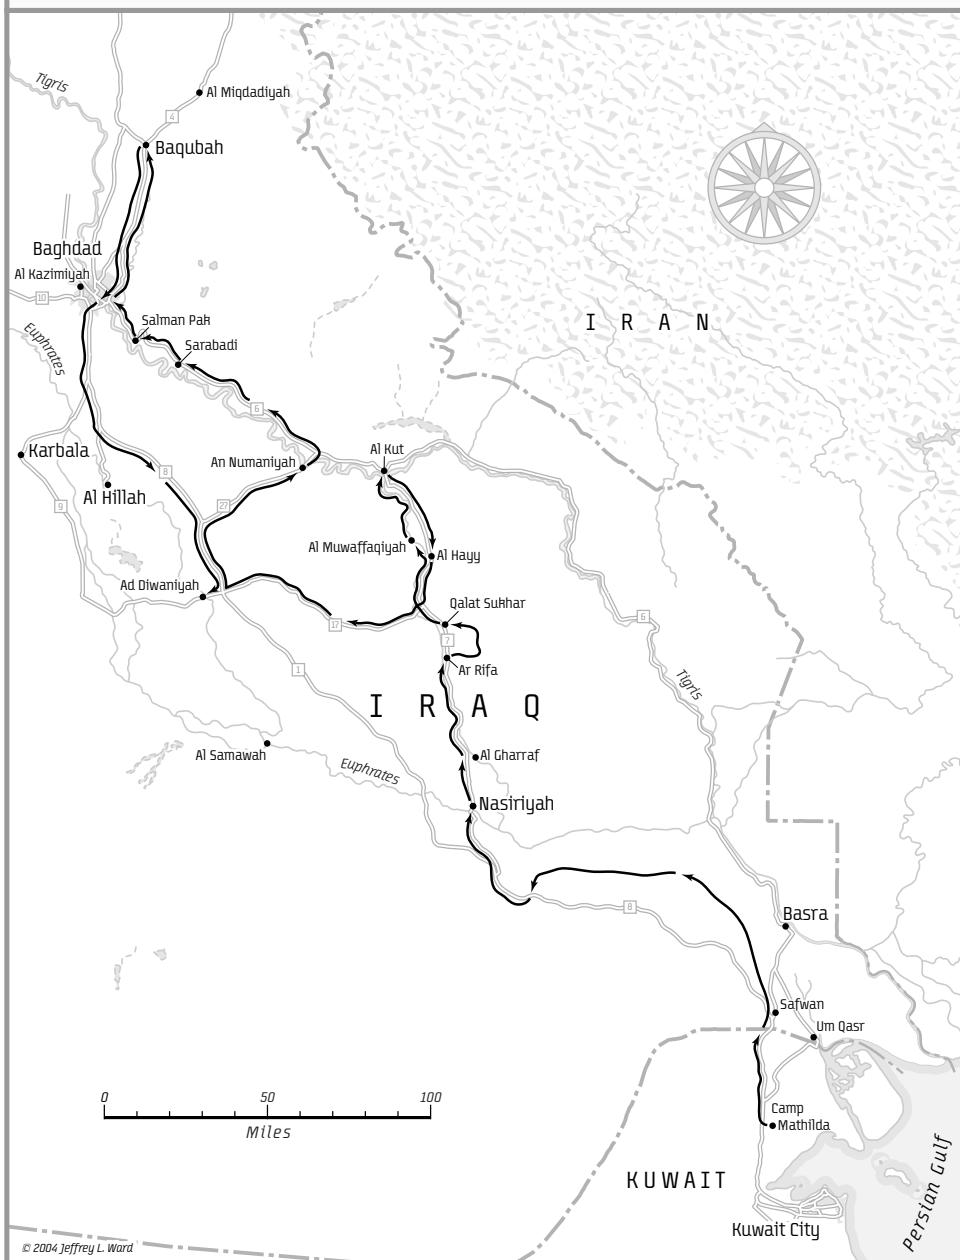 Tigris
Al Miqdadiyah
4
Baqubah
Baghdad
Al Kazimiyah
10
Salman Pak
Euphrates
Sarabadi
I R A N
6
Karbala
An Numaniyah
Al Kut
8
Al Hillah
9
27
Al Muwaffaqiyah
Al Hayy
Ad Diwaniyah
Qalat Sukhar
6
17
7
Ar Rifa
1
Tigris
I R A Q
Al Samawah
Al Gharraf
Euphrates
Nasiriyah
8
Basra
Safwan
Um Qasr
0 50 100
Miles
Camp
Mathilda
KUWAIT
Persian Gulf
Kuwait City
© 2004 Jeffrey L. Ward